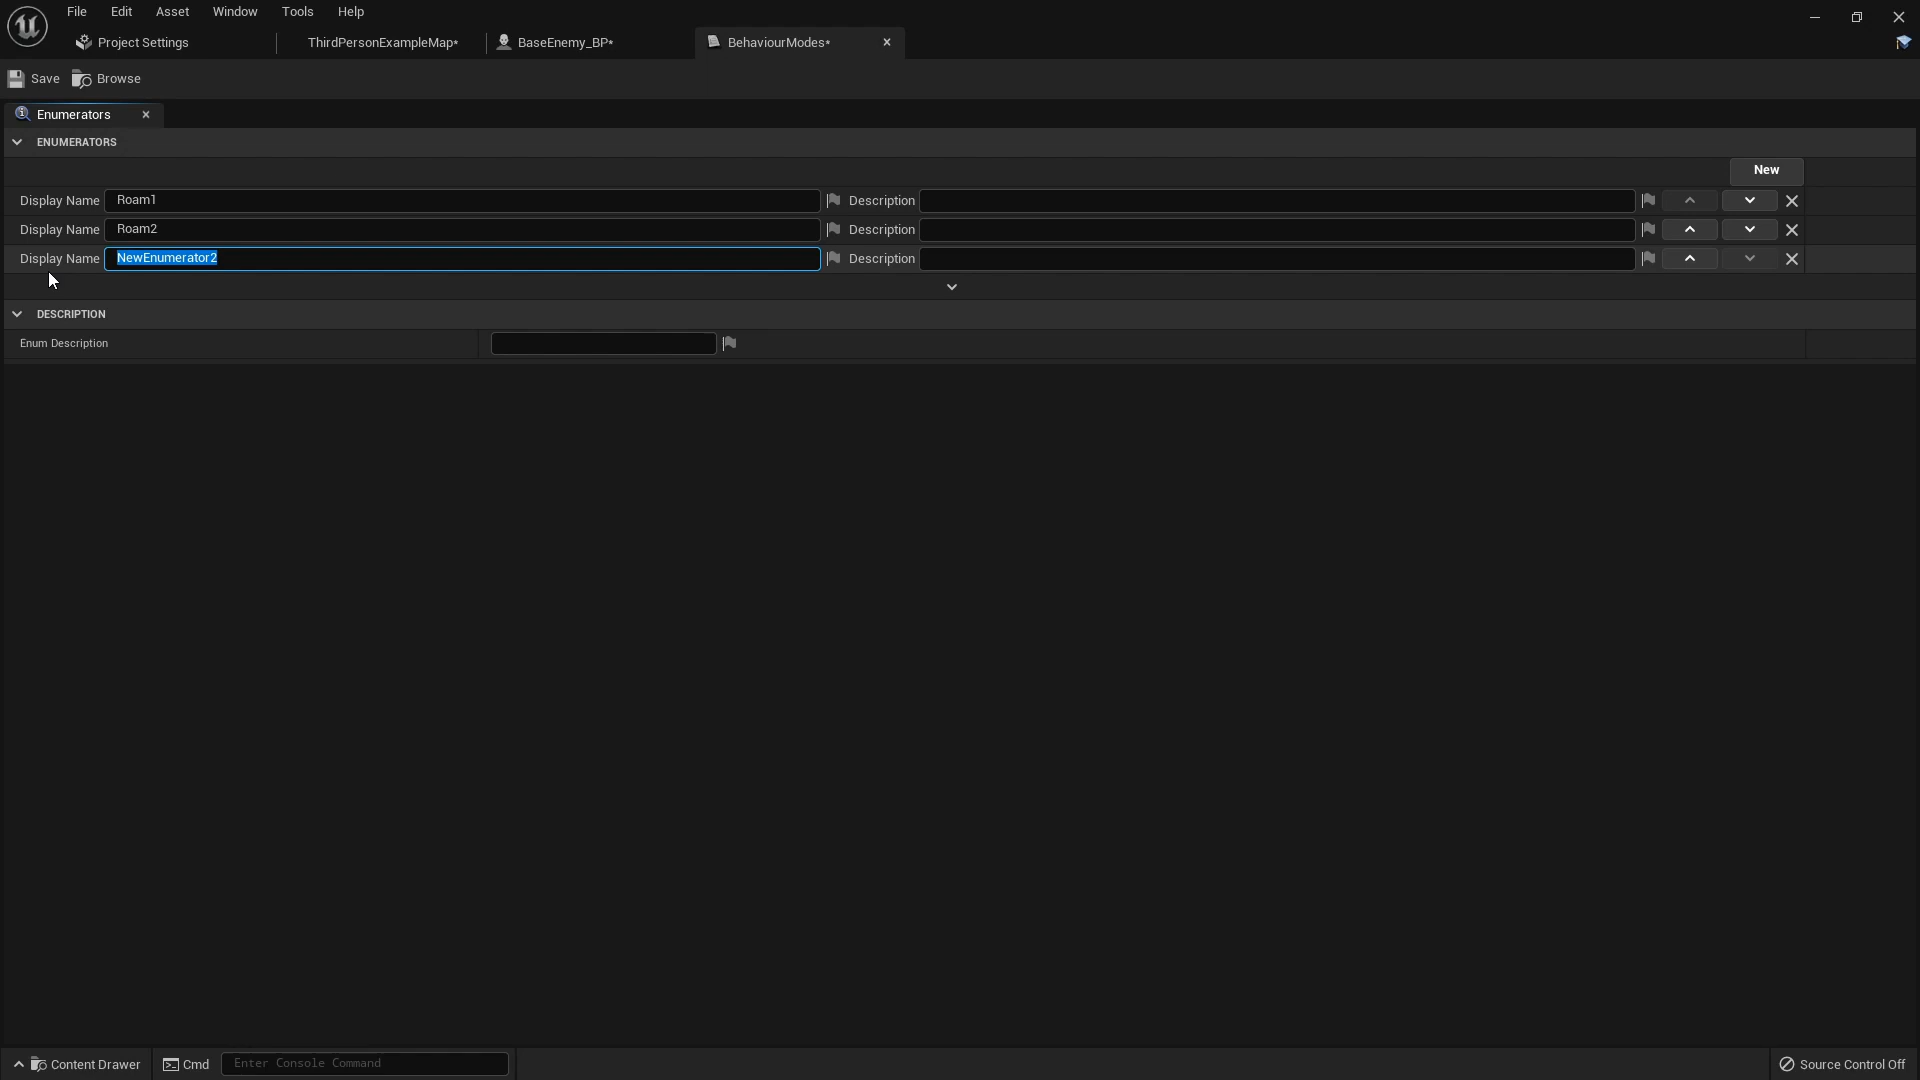 File Edit Asset Window Tools Help
Project Settings ThirdPersonExampleMap* BaseEnemy_BP* BehaviourModes*
Save Browse
Enumerators
ENUMERATORS
New
Display Name Roam1 Description
Display Name Roam2 Description
Display Name NewEnumerator2 Description
DESCRIPTION
Enum Description
Content Drawer Cmd Enter Console Command Source Control Off